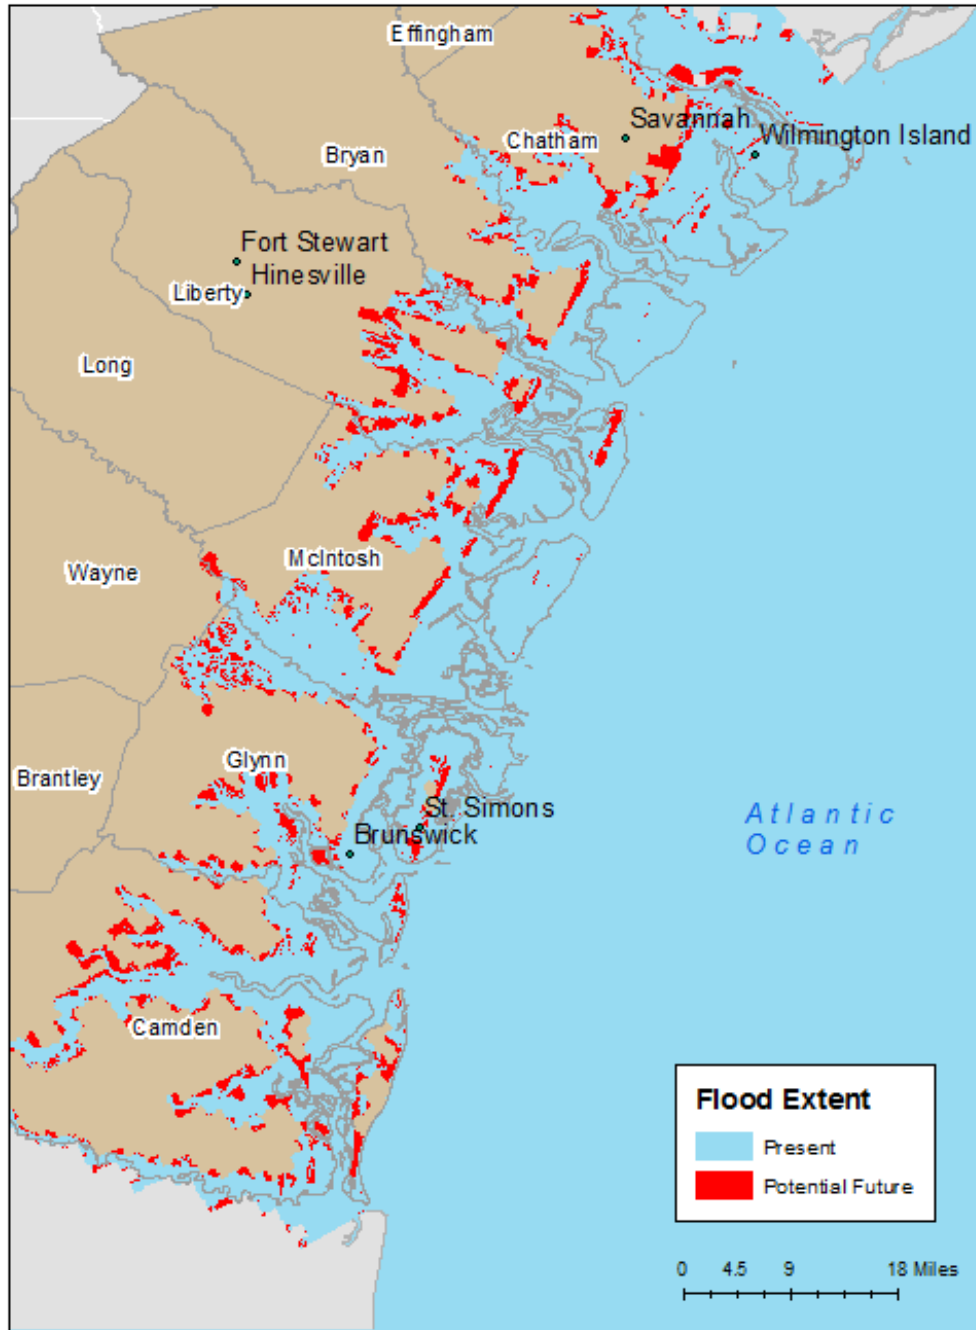 Effingham
Savannah
Chatham
Wilmington Island
Bryan
Fort Stewart
Hinesville
Liberty
Long
McIntosh
Wayne
Glynn
Brantley
St. Simons
Brunswick
Atlantic
Ocean
Camden
Flood Extent
Present
Potential Future
0 4.5 9 18 Miles